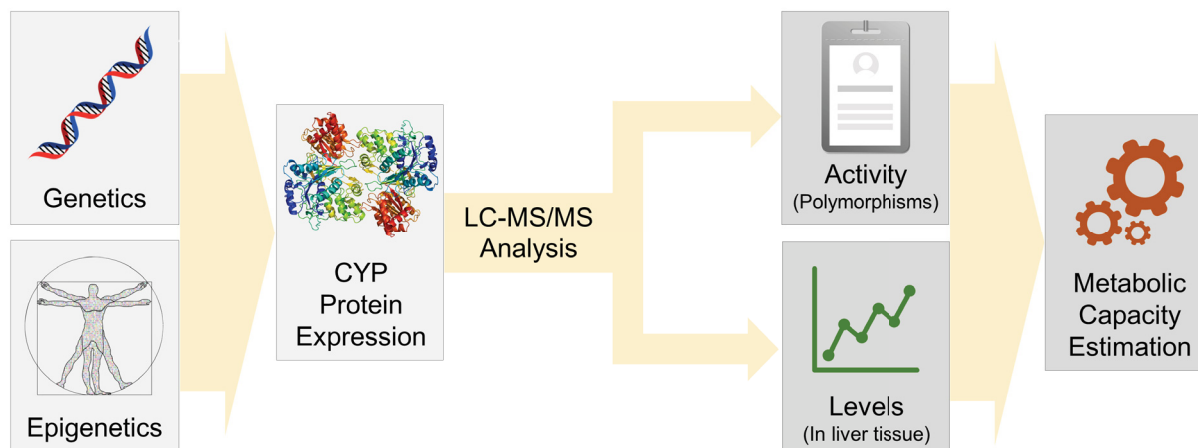 Genetics
Epigenetics
CYP
Protein
Expression
LC-MS/MS
Analysis
Activity
(Polymorphisms)
Levels
(In liver tissue)
Metabolic
Capacity
Estimation